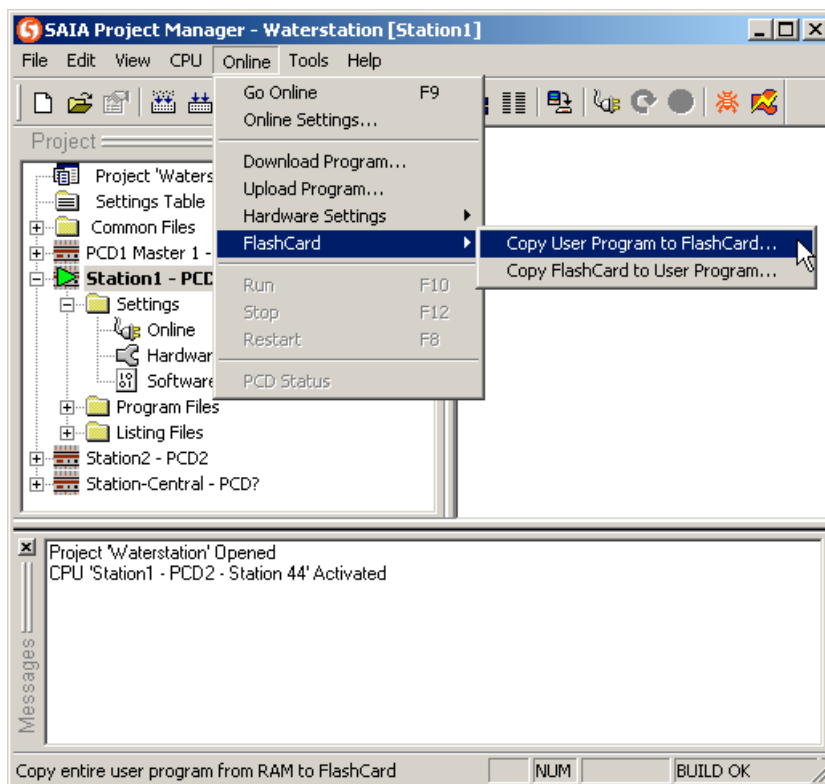 SAIA Project Manager - Waterstation [Station1]
File Edit View CPU Online Tools Help
Go Online F9
Online Settings...
Download Program...
Upload Program...
Hardware Settings
FlashCard
Run F10
Stop F12
Restart F8
PCD Status
Copy User Program to FlashCard...
Copy FlashCard to User Program...
Project
Project 'Waters
Settings Table
Common Files
PCD1 Master 1 -
Station1 - PCD
Settings
Online
Hardwar
Software
Program Files
Listing Files
Station2 - PCD2
Station-Central - PCD?
Messages
Project 'Waterstation' Opened
CPU 'Station1 - PCD2 - Station 44' Activated
Copy entire user program from RAM to FlashCard NUM BUILD OK